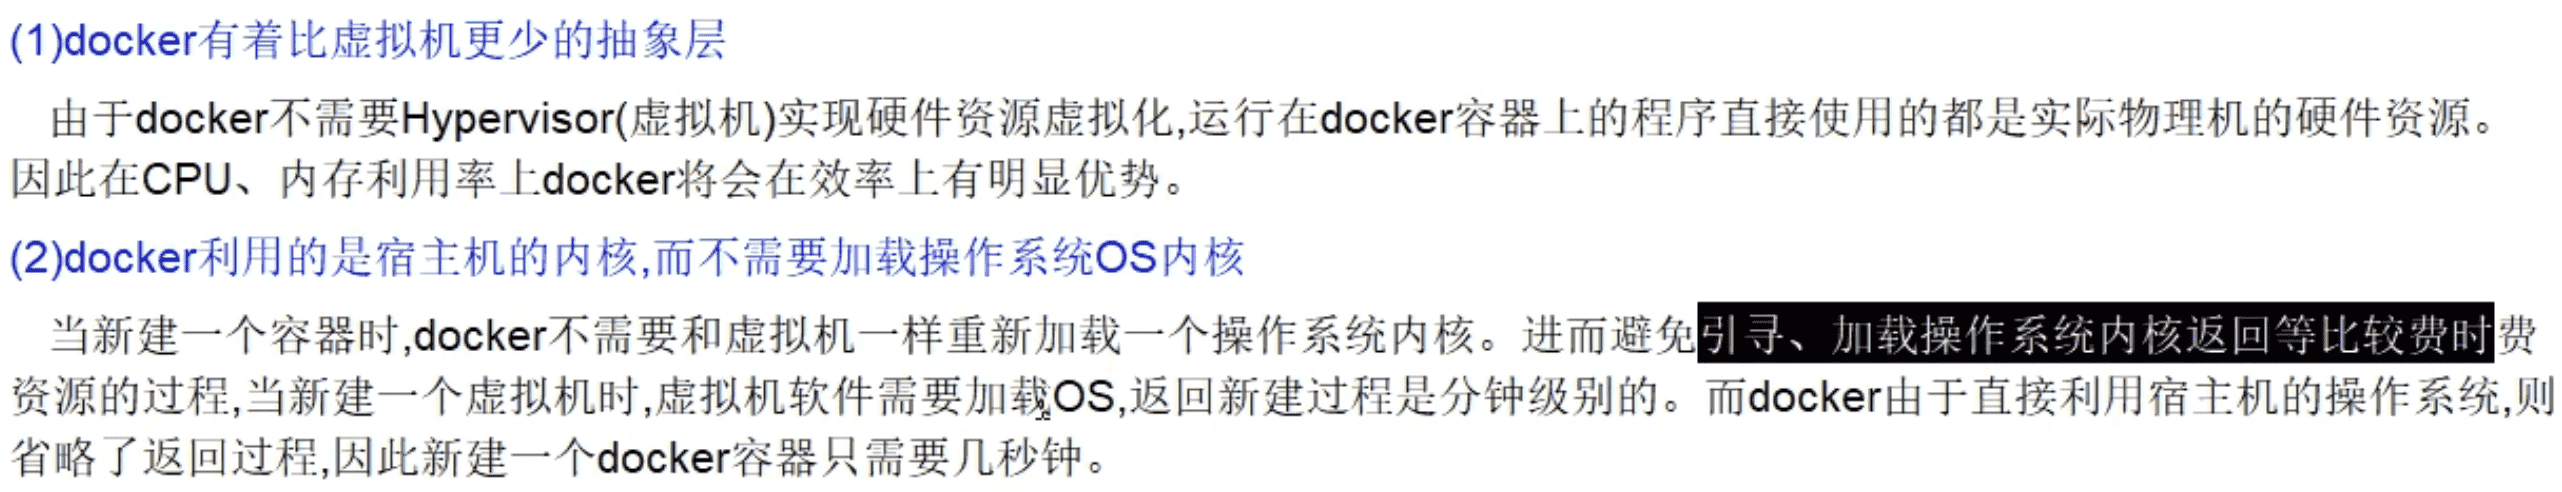 (1)docker有着比虚拟机更少的抽象层
由于docker不需要Hypervisor(虚拟机)实现硬件资源虚拟化,运行在docker容器上的程序直接使用的都是实际物理机的硬件资源。
因此在CPU、内存利用率上docker将会在效率上有明显优势。
(2)docker利用的是宿主机的内核,而不需要加载操作系统OS内核
当新建一个容器时,docker不需要和虚拟机一样重新加载一个操作系统内核。进而避免引寻、加载操作系统内核返回等比较费时费
资源的过程,当新建一个虚拟机时,虚拟机软件需要加载OS,返回新建过程是分钟级别的。而docker由于直接利用宿主机的操作系统,则
省略了返回过程,因此新建一个docker容器只需要几秒钟。